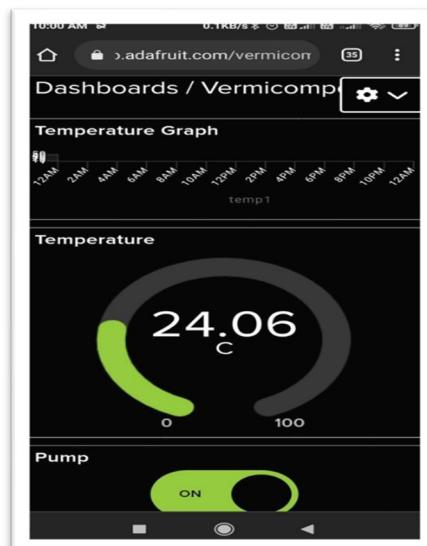 10:00 AM 0.1KB/s
ɔ.adafruit.com/vermicon 35
Dashboards / Vermicomp
Temperature Graph
12AM 2AM 4AM 6AM 8AM 10AM 12PM 2PM 4PM 6PM 8PM 10PM 12AM
temp1
Temperature
24.06
C
0 100
Pump
ON